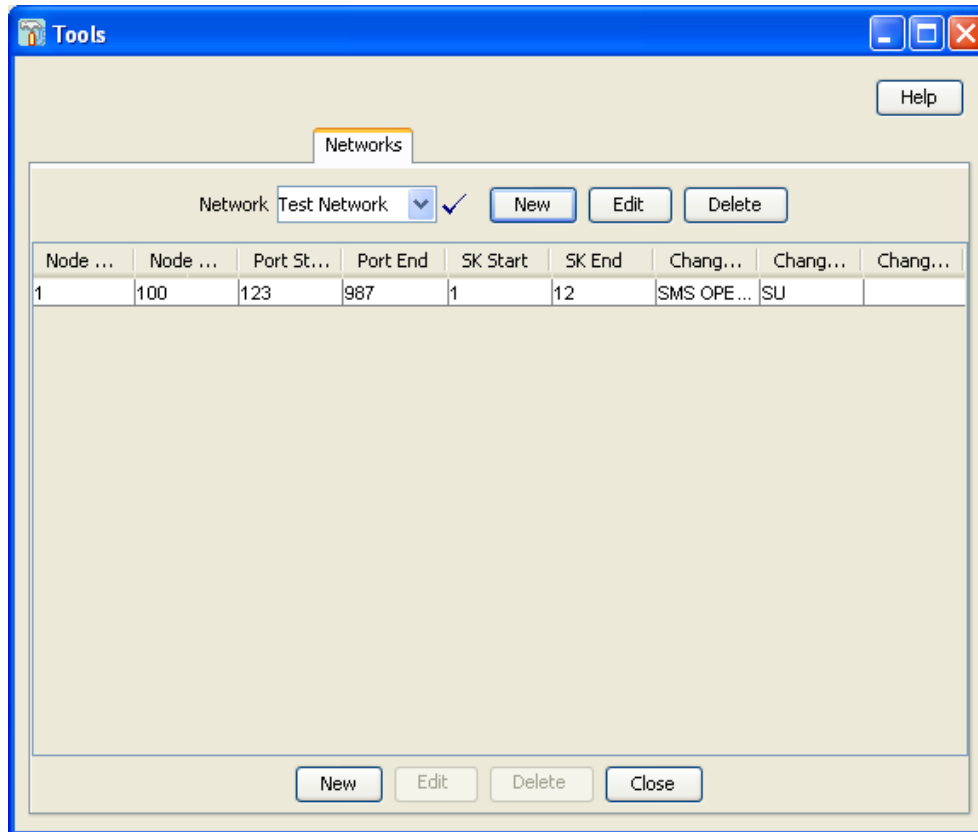 Tools
Help
Networks
Network Test Network New Edit Delete
Node ... Node ... Port St... Port End SK Start SK End Chang... Chang... Chang...
1 100 123 987 1 12 SMS OPE... SU
New Edit Delete Close